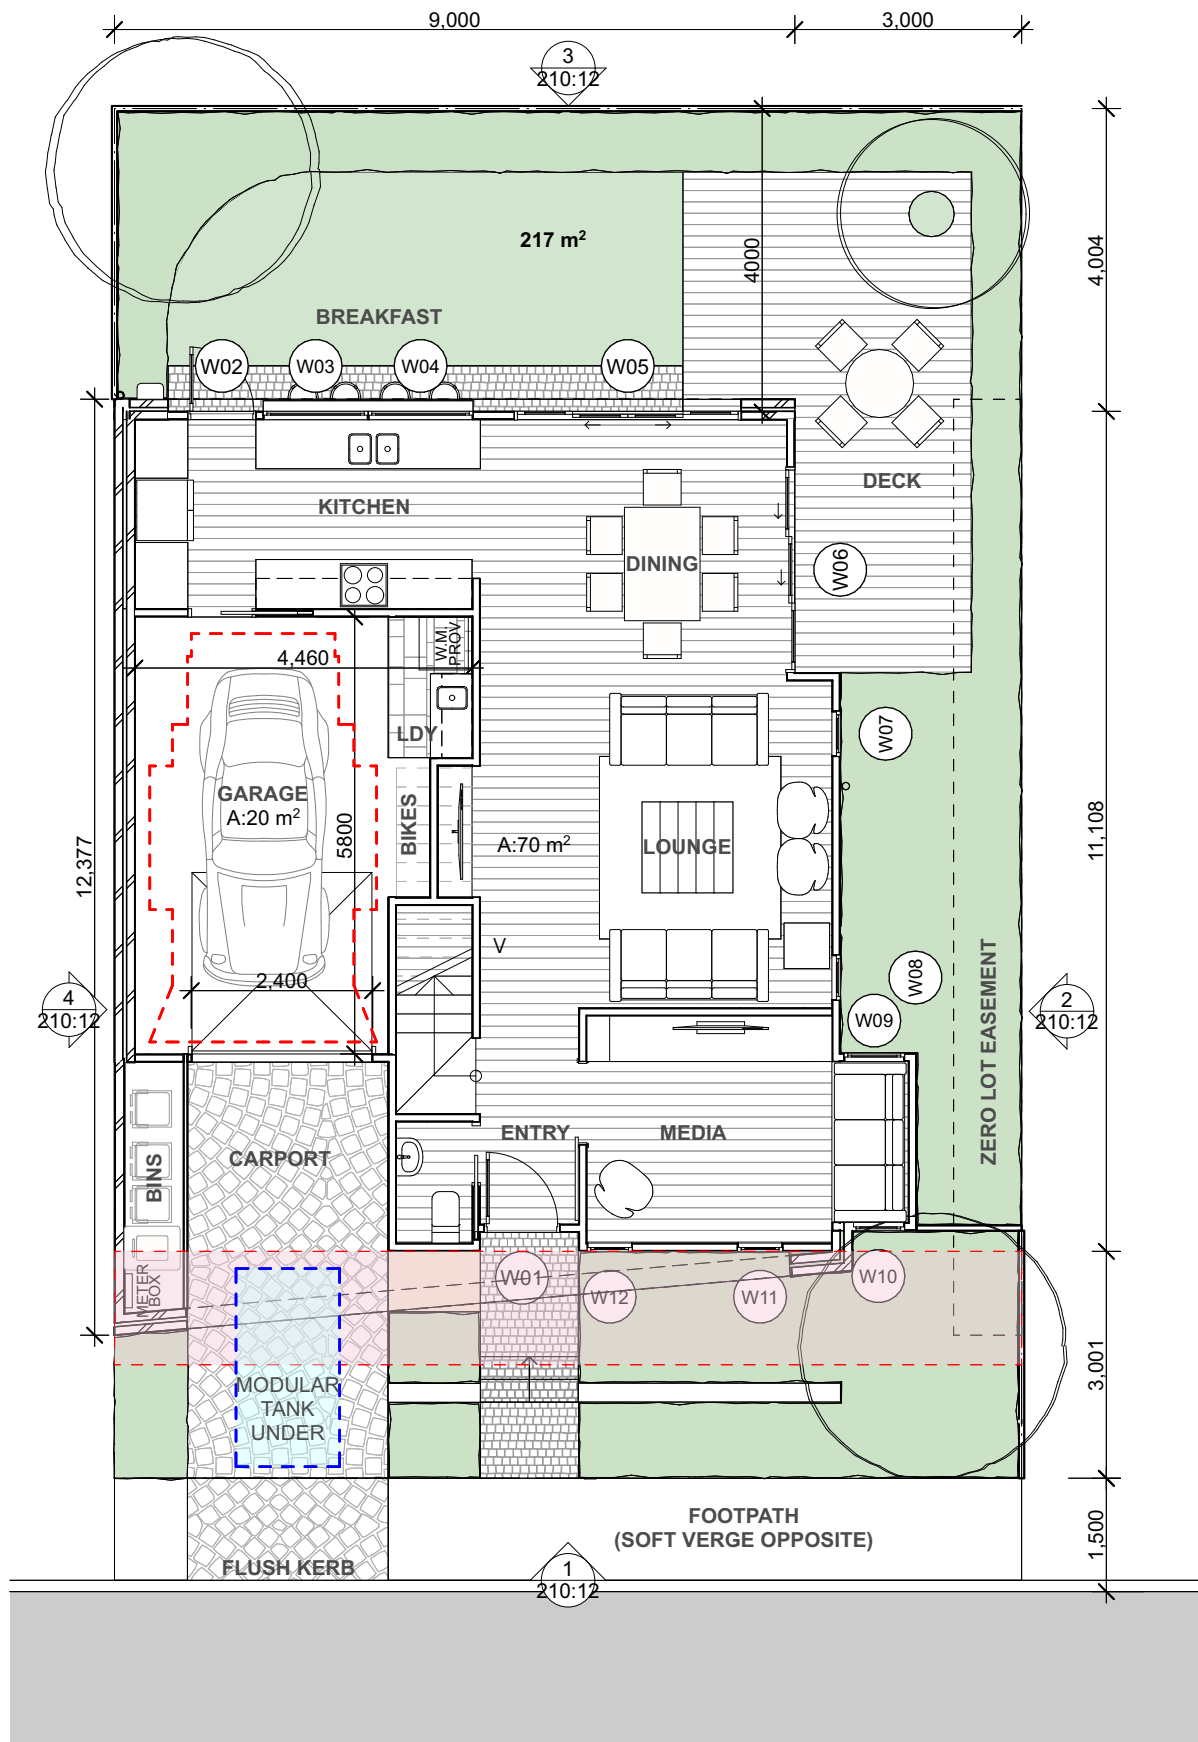 9,000
3,000
3
210:12
217 m²
4000
4,004
BREAKFAST
W02
W03
W04
W05
KITCHEN
DECK
DINING
W06
W.M.
PROV
4,460
LDY
W07
GARAGE
A:20 m²
5800
BIKES
A:70 m²
LOUNGE
12,377
11,108
V
2,400
W08
W09
4
210:12
2
210:12
ZERO LOT EASEMENT
ENTRY
MEDIA
CARPORT
BINS
METER
BOX
W01
W12
W11
W10
MODULAR
TANK
UNDER
3,001
FOOTPATH
(SOFT VERGE OPPOSITE)
1,500
FLUSH KERB
1
210:12